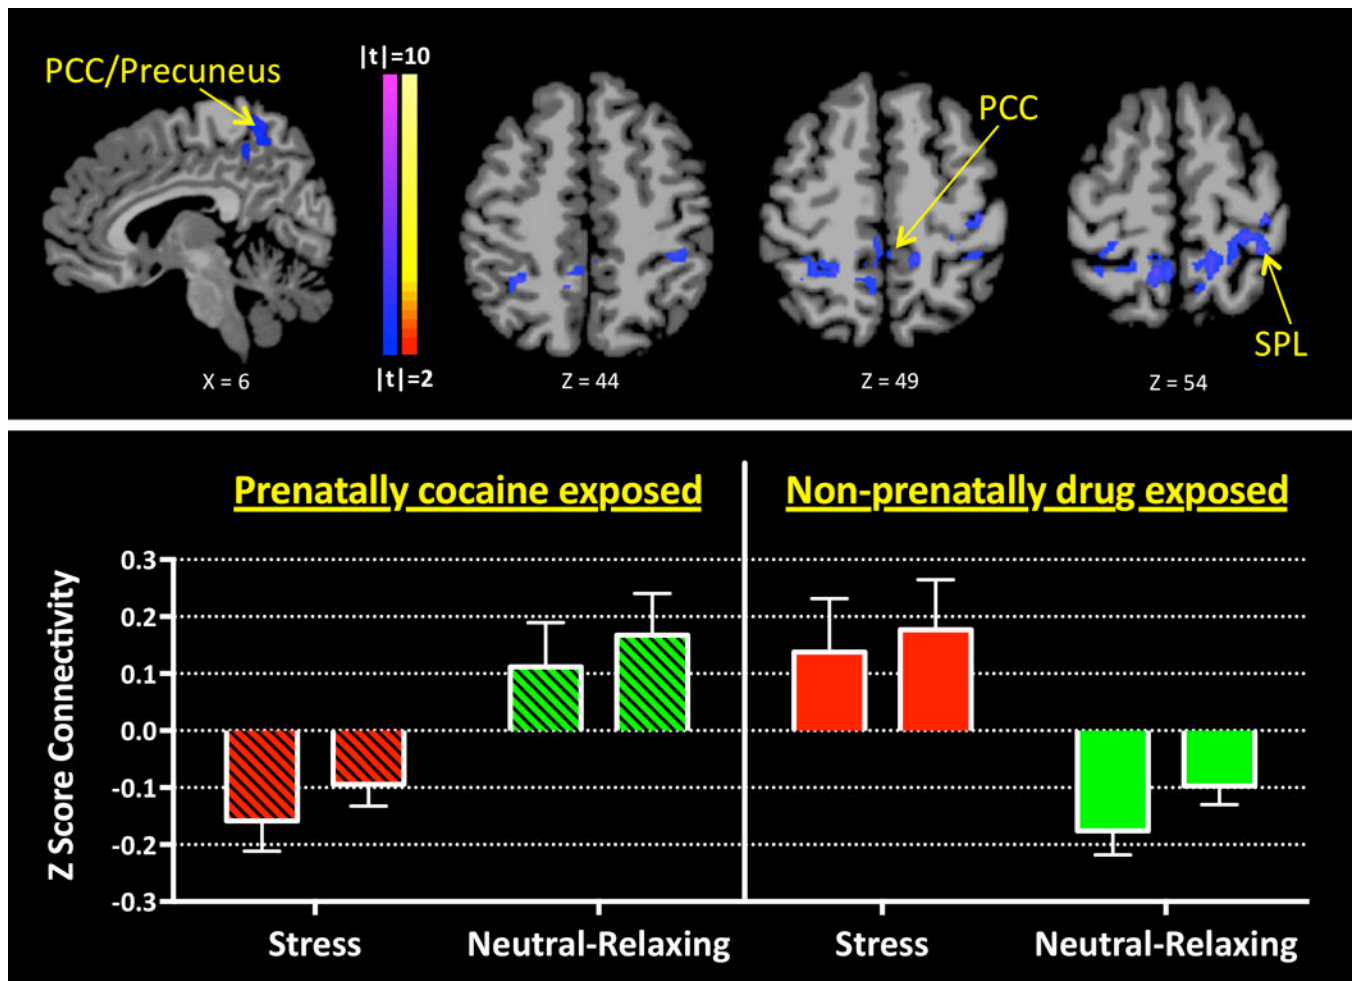 PCC/Precuneus
|t|=10
PCC
SPL
|t|=2
X = 6
Z = 44
Z = 49
Z = 54
Prenatally cocaine exposed
Non-prenatally drug exposed
Z Score Connectivity
0.3
0.2
0.1
0.0
-0.1
-0.2
-0.3
Stress
Neutral-Relaxing
Stress
Neutral-Relaxing